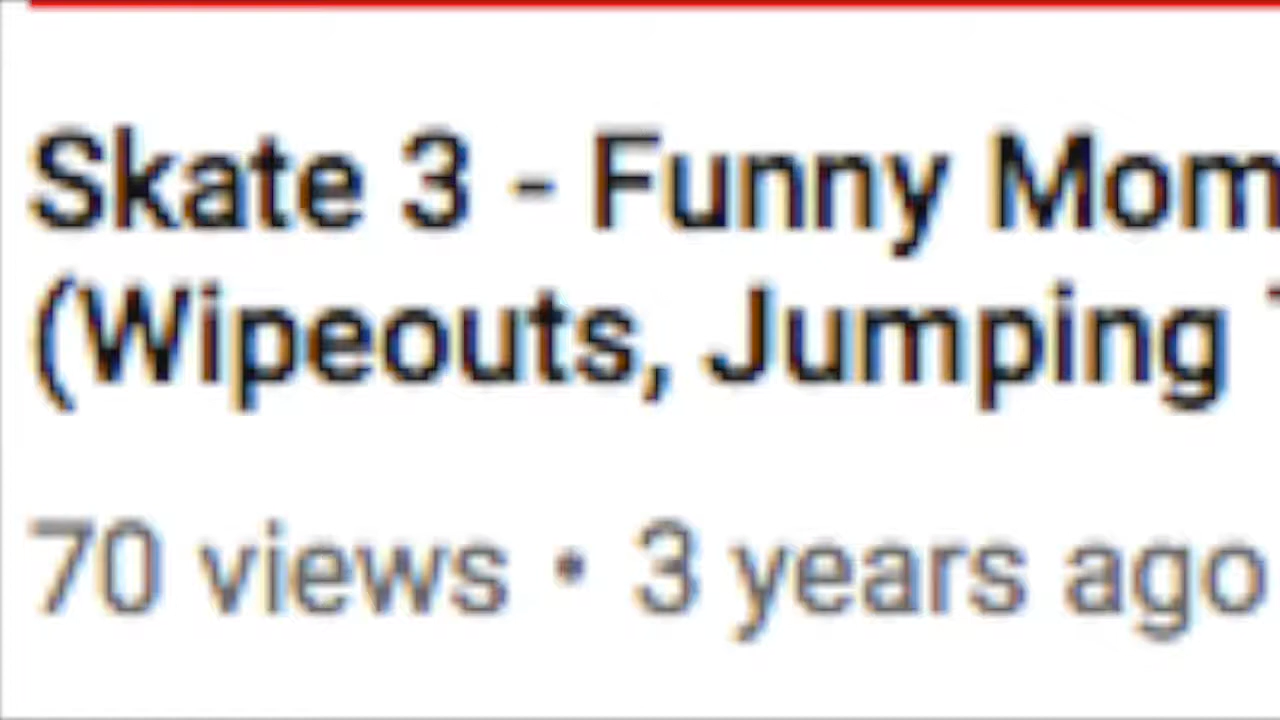 Skate 3 - Funny Mom
(Wipeouts, Jumping
70 views • 3 years ago